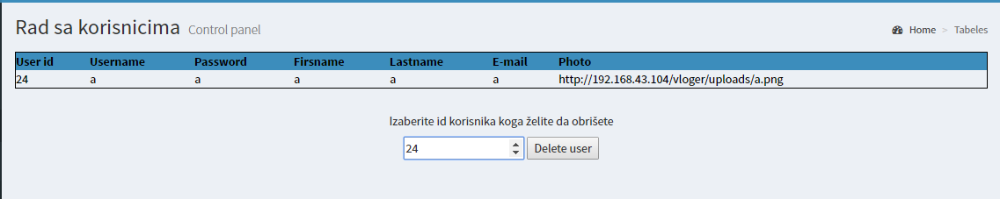 Rad sa korisnicima Control panel Home > Tabeles
User id Username Password Firsname Lastname E-mail Photo
24 a a a a a http://192.168.43.104/vloger/uploads/a.png
Izaberite id korisnika koga želite da obrišete
24 Delete user